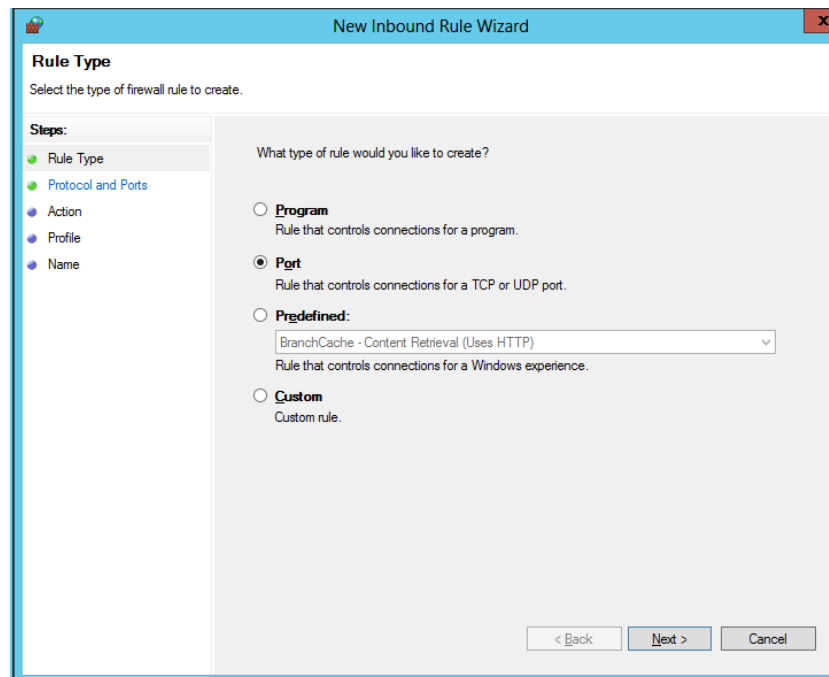 New Inbound Rule Wizard
x
Rule Type
Select the type of firewall rule to create.
Steps:
Rule Type
Protocol and Ports
Action
Profile
Name
What type of rule would you like to create?
Program
Rule that controls connections for a program.
Port
Rule that controls connections for a TCP or UDP port.
Predefined:
BranchCache - Content Retrieval (Uses HTTP)
Rule that controls connections for a Windows experience.
Custom
Custom rule.
< Back
Next >
Cancel